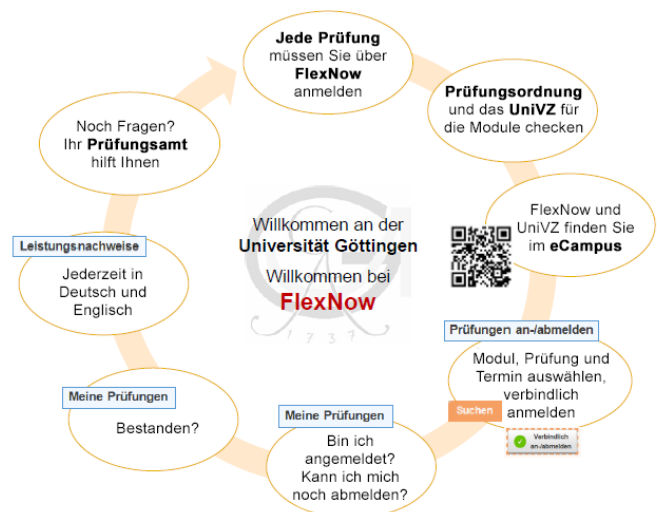 Jede Prüfung
müssen Sie über
FlexNow
anmelden
Prüfungsordnung
und das UniVZ für
die Module checken
FlexNow und
UniVZ finden Sie
im eCampus
Prüfungen an-/abmelden
Modul, Prüfung und
Termin auswählen,
verbindlich
anmelden
Suchen
Verbindlich
an-/abmelden
Meine Prüfungen
Bin ich
angemeldet?
Kann ich mich
noch abmelden?
Meine Prüfungen
Bestanden?
Leistungsnachweise
Jederzeit in
Deutsch und
Englisch
Noch Fragen?
Ihr Prüfungsamt
hilft Ihnen
Willkommen an der
Universität Göttingen
Willkommen bei
FlexNow
1737